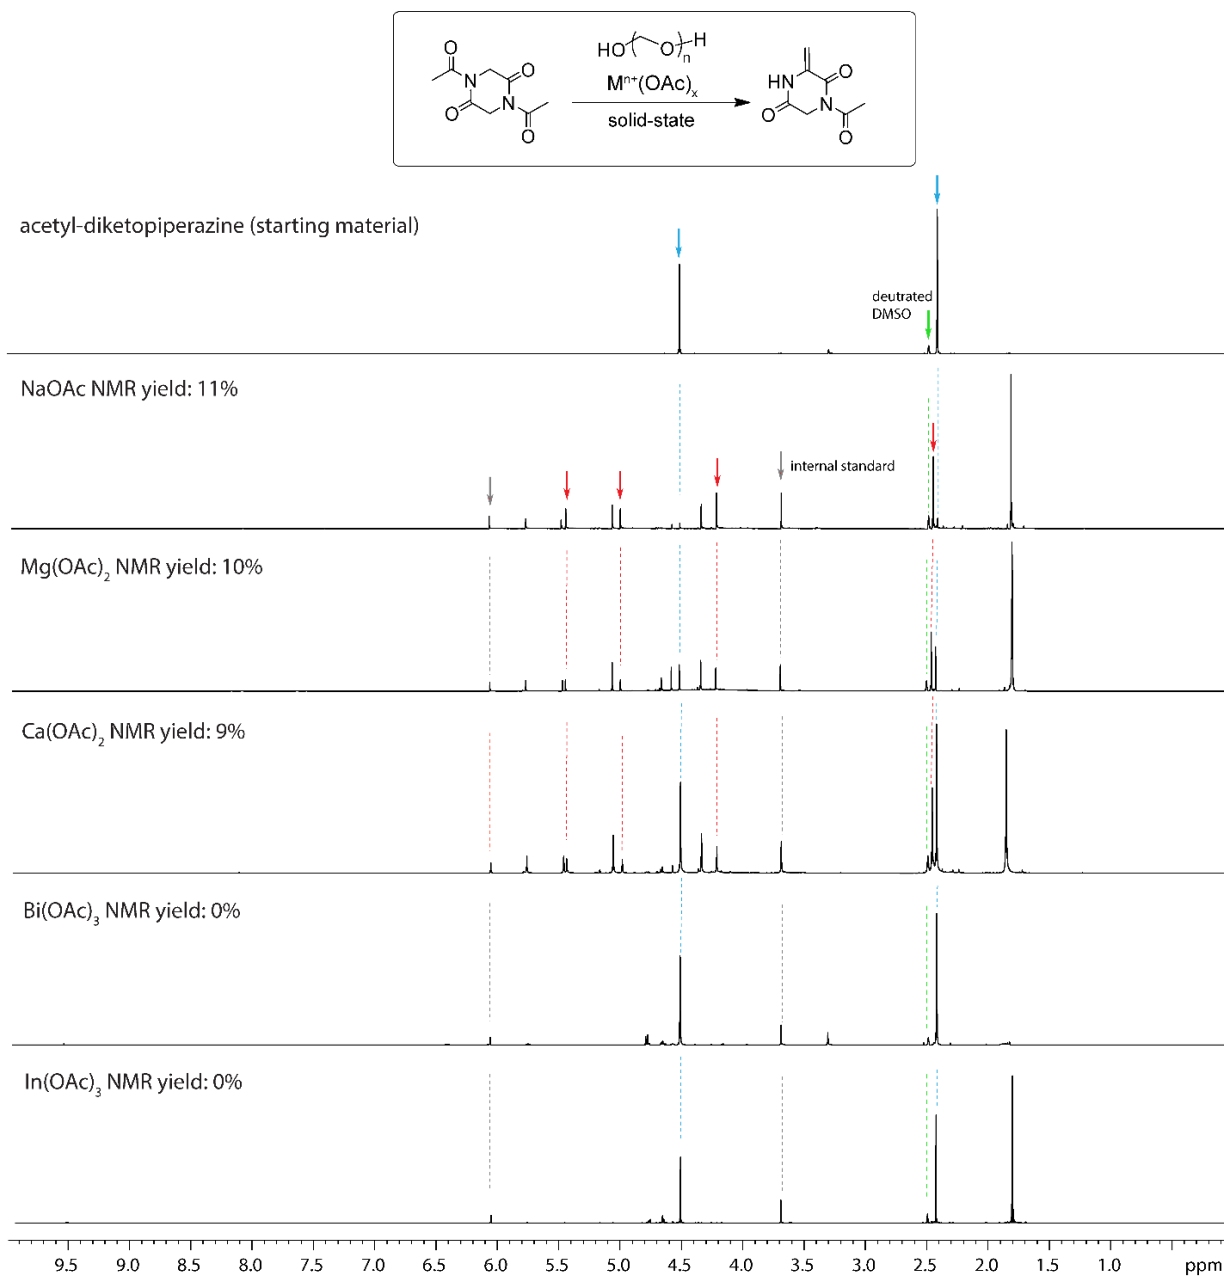 O
N
O
O
N
O
HO
O
H
n
Mⁿ⁺(OAc)ₓ
solid-state
HN
O
O
N
O
acetyl-diketopiperazine (starting material)
deutrated
DMSO
NaOAc NMR yield: 11%
internal standard
Mg(OAc)₂ NMR yield: 10%
Ca(OAc)₂ NMR yield: 9%
Bi(OAc)₃ NMR yield: 0%
In(OAc)₃ NMR yield: 0%
9.5 9.0 8.5 8.0 7.5 7.0 6.5 6.0 5.5 5.0 4.5 4.0 3.5 3.0 2.5 2.0 1.5 1.0 ppm